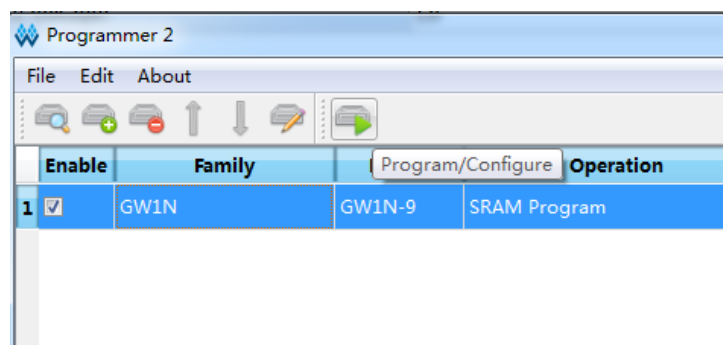 Programmer 2
File Edit About
Enable Family Program/Configure Operation
1 GW1N GW1N-9 SRAM Program